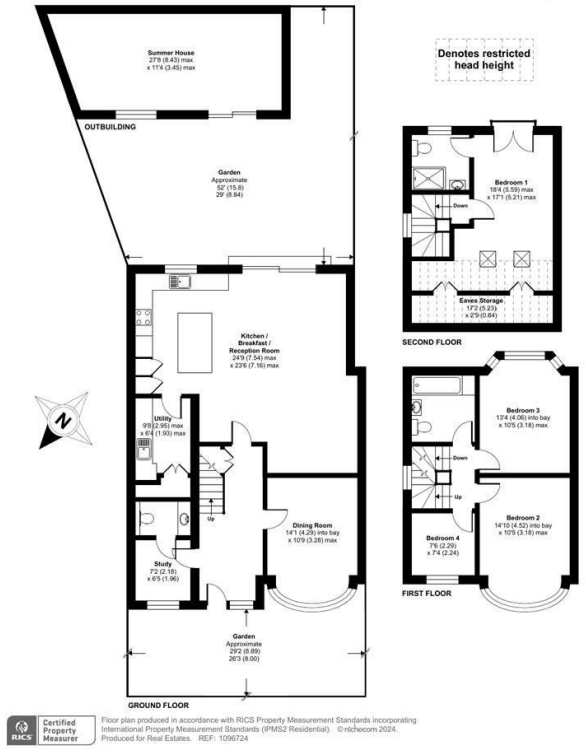 Summer House
27'8 (8.43) max
x 11'4 (3.45) max
OUTBUILDING
Garden
Approximate
52' (15.8)
29' (8.84)
Denotes restricted
head height
Bedroom 1
18'4 (5.59) max
x 17'1 (5.21) max
Down
Eaves Storage
17'2 (5.23)
x 2'9 (0.84)
SECOND FLOOR
Kitchen /
Breakfast /
Reception Room
24'9 (7.54) max
x 23'6 (7.16) max
N
Utility
9'8 (2.95) max
x 6'4 (1.93) max
Up
Dining Room
14'1 (4.29) into bay
x 10'9 (3.28) max
Study
7'2 (2.18)
x 6'5 (1.96)
Bedroom 3
13'4 (4.06) into bay
x 10'5 (3.18) max
Down
Up
Bedroom 2
14'10 (4.52) into bay
x 10'5 (3.18) max
Bedroom 4
7'6 (2.29)
x 7'4 (2.24)
FIRST FLOOR
Garden
Approximate
29'2 (8.89)
26'3 (8.00)
GROUND FLOOR
RICS
Certified
Property
Measurer
Floor plan produced in accordance with RICS Property Measurement Standards incorporating
International Property Measurement Standards (IPMS2 Residential). ©nichecom 2024.
Produced for Real Estates. REF: 1096724